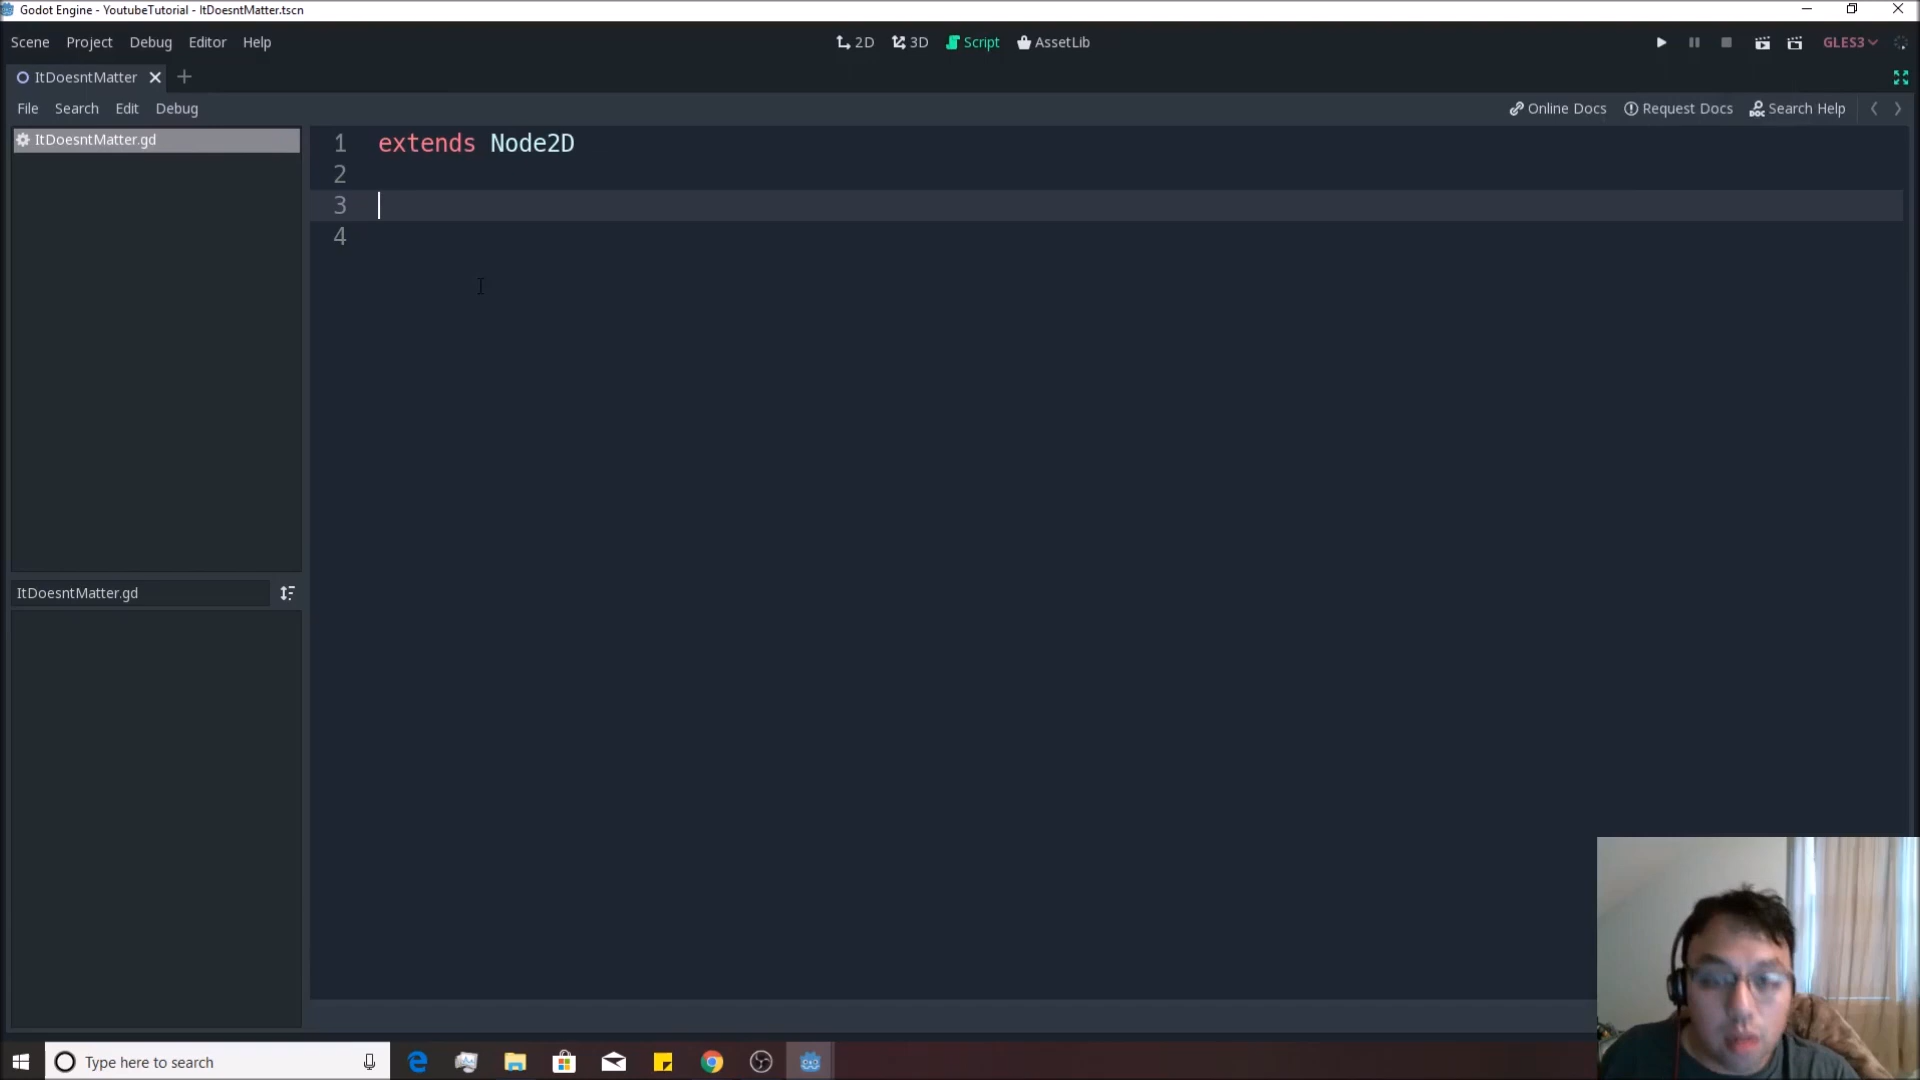 Godot Engine - YoutubeTutorial - ItDoesntMatter.tscn
Scene Project Debug Editor Help 2D 3D Script AssetLib GLES3
ItDoesntMatter
File Search Edit Debug Online Docs Request Docs Search Help
ItDoesntMatter.gd
1 extends Node2D
2
3
4
ItDoesntMatter.gd
Type here to search